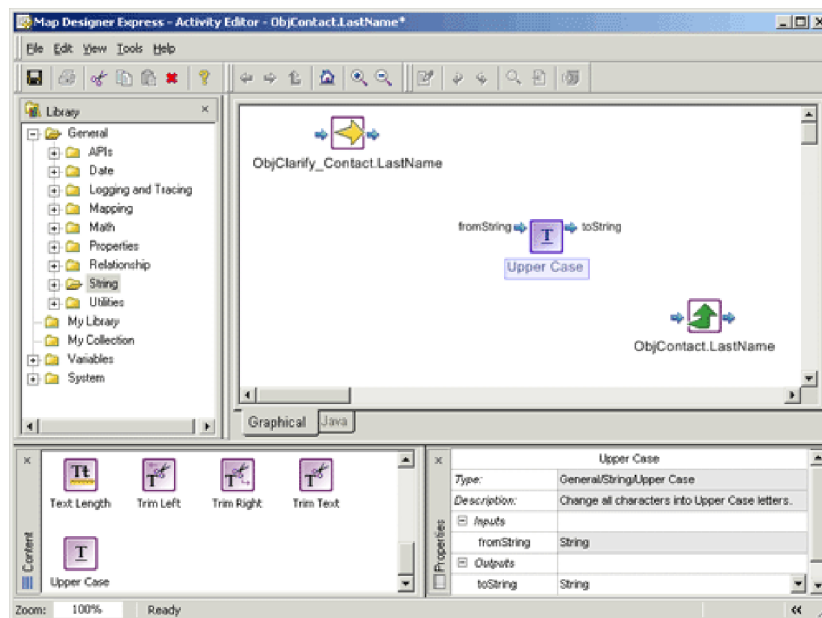 Map Designer Express - Activity Editor - ObjContact.LastName*
File Edit View Tools Help
Library
General
APIs
Date
Logging and Tracing
Mapping
Math
Properties
Relationship
String
Utilities
My Library
My Collection
Variables
System
ObjClarify_Contact.LastName
fromString
toString
Upper Case
ObjContact.LastName
Graphical Java
Content
Text Length Trim Left Trim Right Trim Text
Upper Case
Properties
Upper Case
Type: General/String/Upper Case
Description: Change all characters into Upper Case letters.
Inputs
fromString String
Outputs
toString String
Zoom: 100% Ready